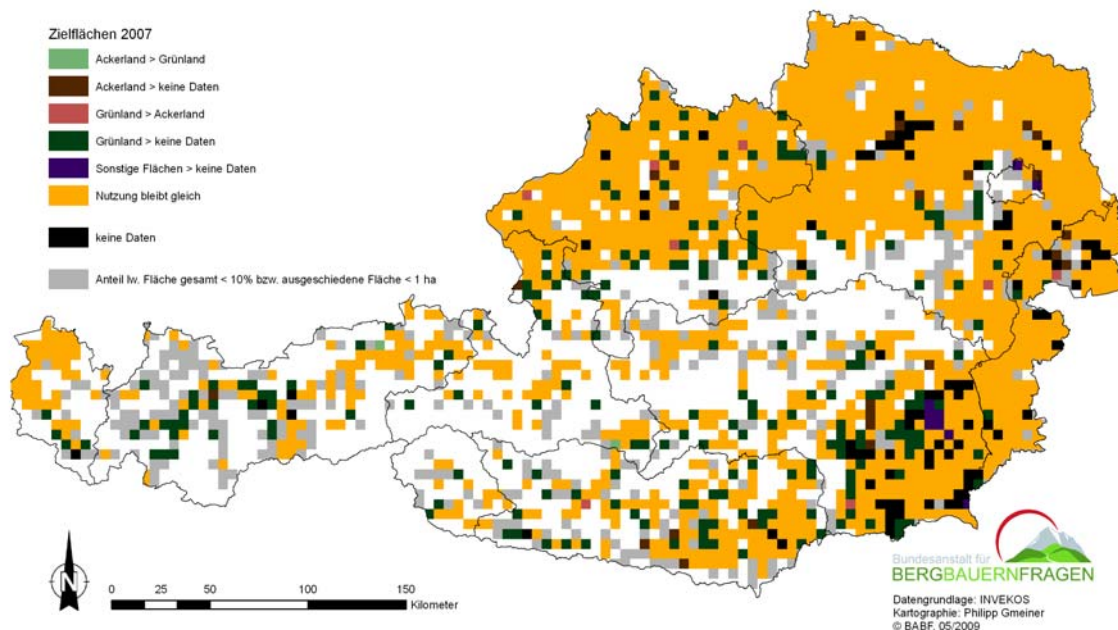 Zielflächen 2007
Ackerland > Grünland
Ackerland > keine Daten
Grünland > Ackerland
Grünland > keine Daten
Sonstige Flächen > keine Daten
Nutzung bleibt gleich
keine Daten
Anteil lw. Fläche gesamt < 10% bzw. ausgeschiedene Fläche < 1 ha
N
0 50 100 150
Kilometer
Bundesanstalt für
BERGBAUERNFRAGEN
Datengrundlage: INVEKOS
Kartographie: Philipp Gmeiner
© BABF, 05/2009